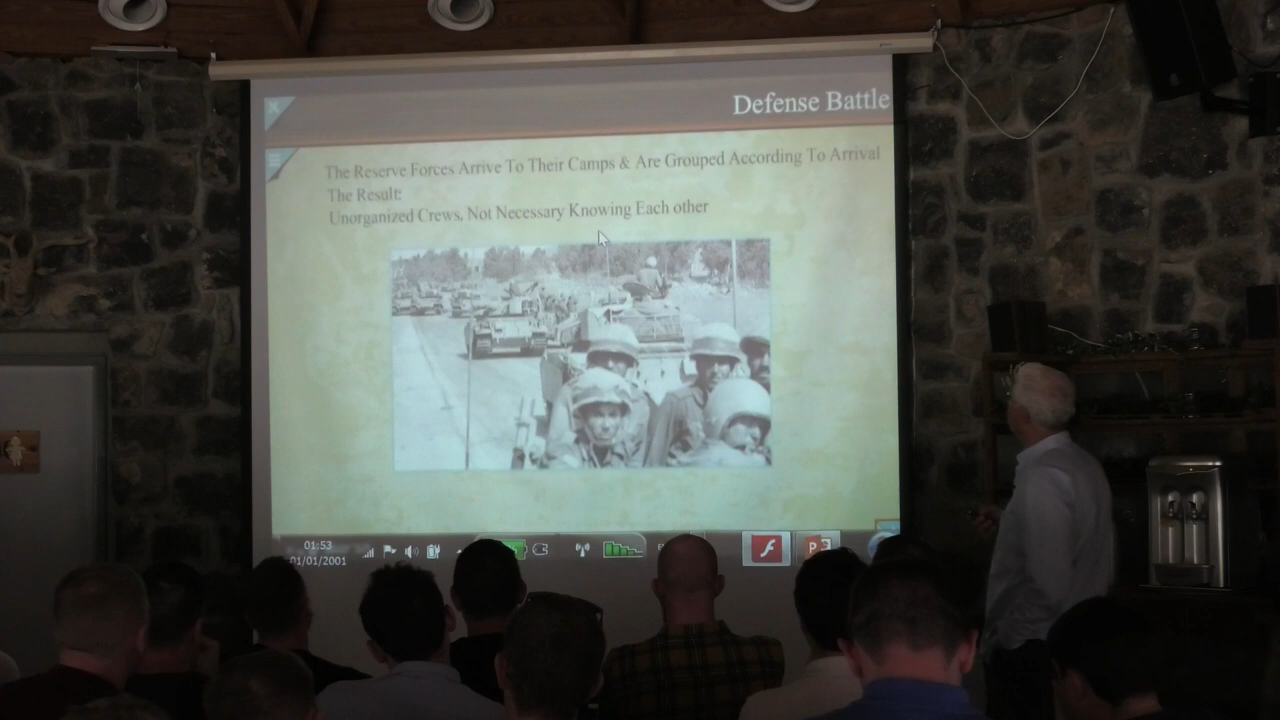 Defense Battle
The Reserve Forces Arrive To Their Camps & Are Grouped According To Arrival
The Result:
Unorganized Crews, Not Necessary Knowing Each other
01:53
01/01/2001
P